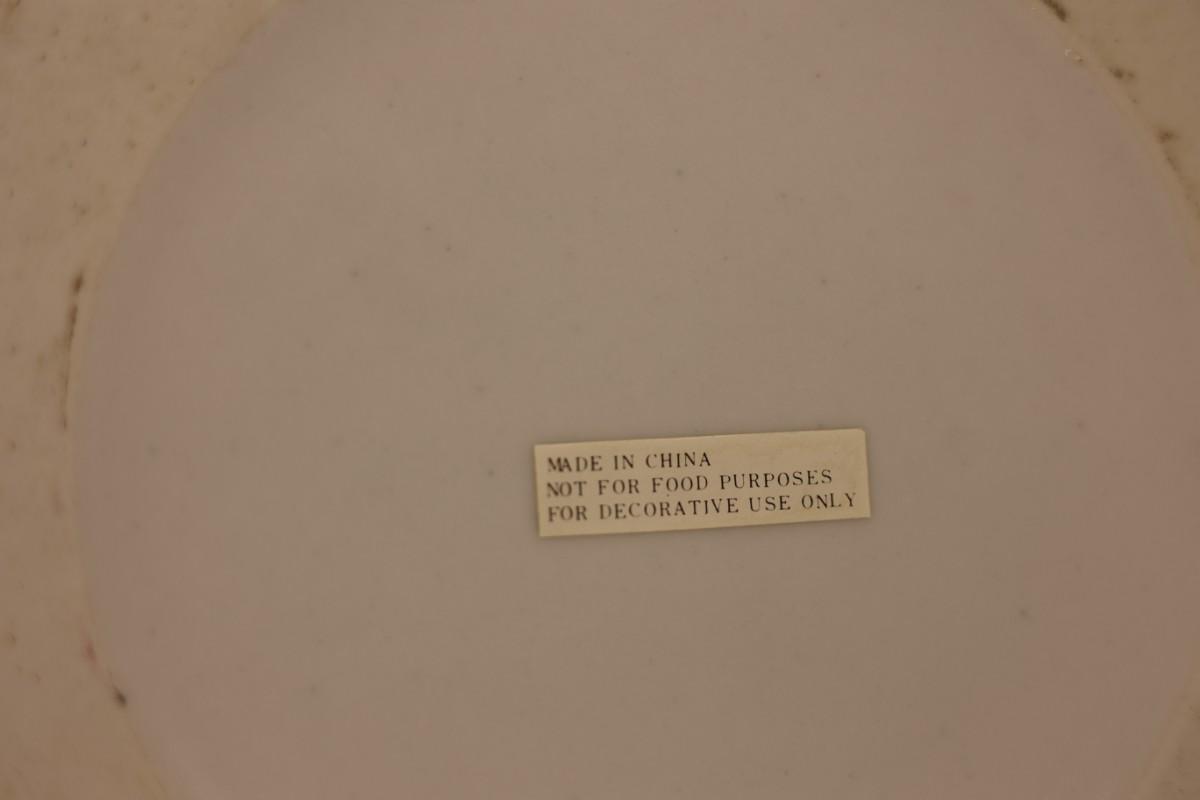 MADE IN CHINA
NOT FOR FOOD PURPOSES
FOR DECORATIVE USE ONLY